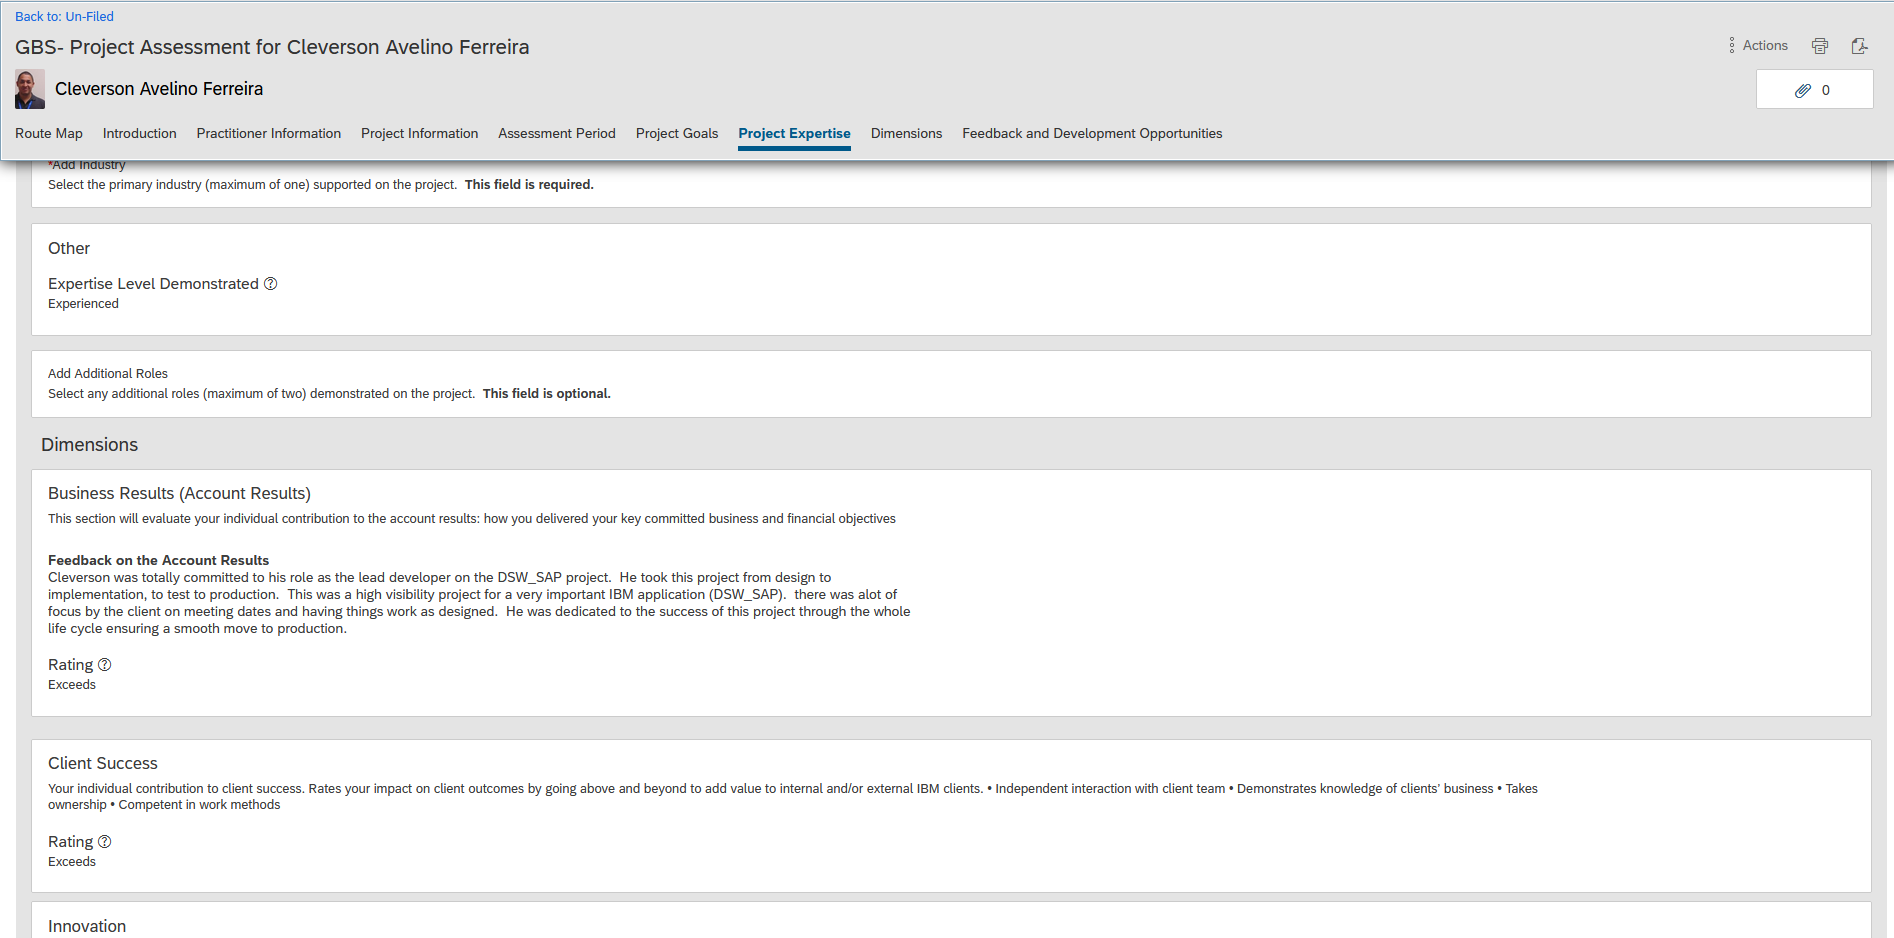 Back to: Un-Filed
GBS- Project Assessment for Cleverson Avelino Ferreira
Actions
Cleverson Avelino Ferreira
0
Route Map Introduction Practitioner Information Project Information Assessment Period Project Goals Project Expertise Dimensions Feedback and Development Opportunities
*Add Industry
Select the primary industry (maximum of one) supported on the project. This field is required.
Other
Expertise Level Demonstrated ?
Experienced
Add Additional Roles
Select any additional roles (maximum of two) demonstrated on the project. This field is optional.
Dimensions
Business Results (Account Results)
This section will evaluate your individual contribution to the account results: how you delivered your key committed business and financial objectives
Feedback on the Account Results
Cleverson was totally committed to his role as the lead developer on the DSW_SAP project. He took this project from design to
implementation, to test to production. This was a high visibility project for a very important IBM application (DSW_SAP). there was alot of
focus by the client on meeting dates and having things work as designed. He was dedicated to the success of this project through the whole
life cycle ensuring a smooth move to production.
Rating ?
Exceeds
Client Success
Your individual contribution to client success. Rates your impact on client outcomes by going above and beyond to add value to internal and/or external IBM clients. • Independent interaction with client team • Demonstrates knowledge of clients' business • Takes
ownership • Competent in work methods
Rating ?
Exceeds
Innovation